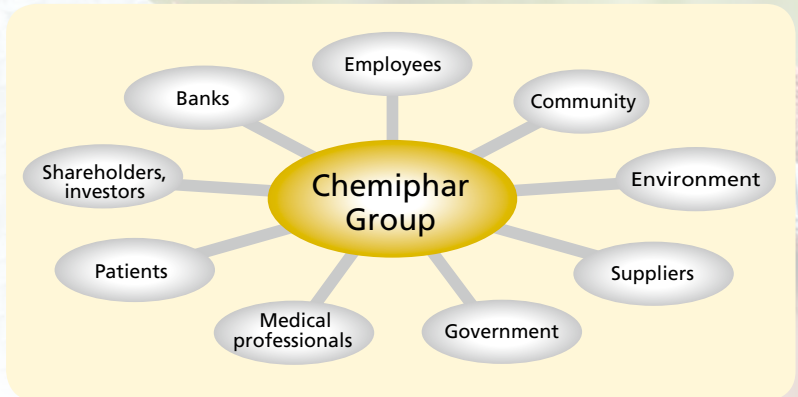 Employees
Banks
Community
Shareholders,
investors
Environment
Chemiphar
Group
Patients
Suppliers
Medical
professionals
Government